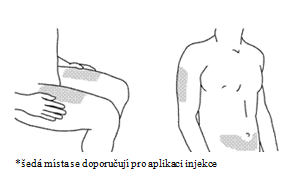 *šedá místa se doporučují pro aplikaci injekce